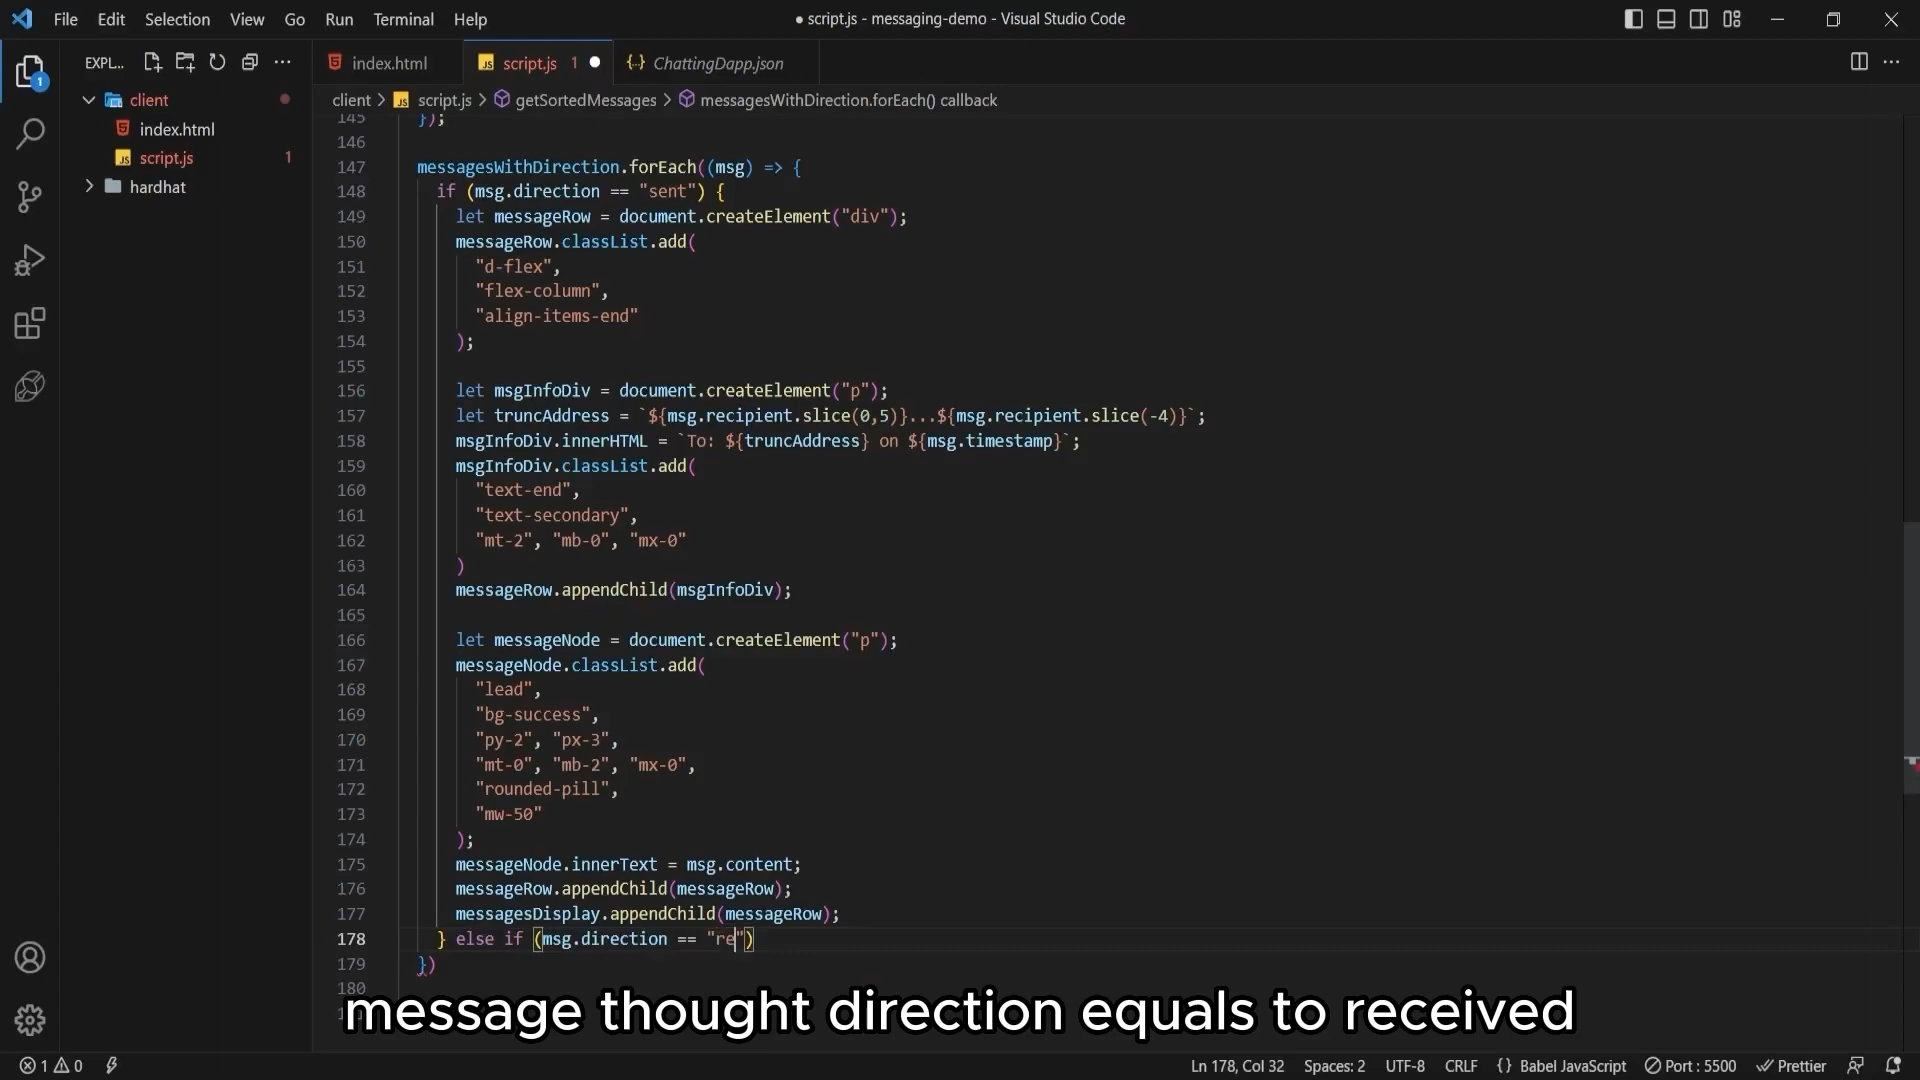 File Edit Selection View Go Run Terminal Help
● script.js - messaging-demo - Visual Studio Code
EXPL...
index.html
script.js 1
ChattingDapp.json
client > script.js > getSortedMessages > messagesWithDirection.forEach() callback
client
index.html
script.js 1
hardhat
1
145 });
146
147 messagesWithDirection.forEach((msg) => {
148 if (msg.direction == "sent") {
149 let messageRow = document.createElement("div");
150 messageRow.classList.add(
151 "d-flex",
152 "flex-column",
153 "align-items-end"
154 );
155
156 let msgInfoDiv = document.createElement("p");
157 let truncAddress = `${msg.recipient.slice(0,5)}...${msg.recipient.slice(-4)}`;
158 msgInfoDiv.innerHTML = `To: ${truncAddress} on ${msg.timestamp}`;
159 msgInfoDiv.classList.add(
160 "text-end",
161 "text-secondary",
162 "mt-2", "mb-0", "mx-0"
163 )
164 messageRow.appendChild(msgInfoDiv);
165
166 let messageNode = document.createElement("p");
167 messageNode.classList.add(
168 "lead",
169 "bg-success",
170 "py-2", "px-3",
171 "mt-0", "mb-2", "mx-0",
172 "rounded-pill",
173 "mw-50"
174 );
175 messageNode.innerText = msg.content;
176 messageRow.appendChild(messageRow);
177 messagesDisplay.appendChild(messageRow);
178 } else if (msg.direction == "re")
179 })
180
message thought direction equals to received
1 0
Ln 178, Col 32 Spaces: 2 UTF-8 CRLF {} Babel JavaScript Port : 5500 Prettier